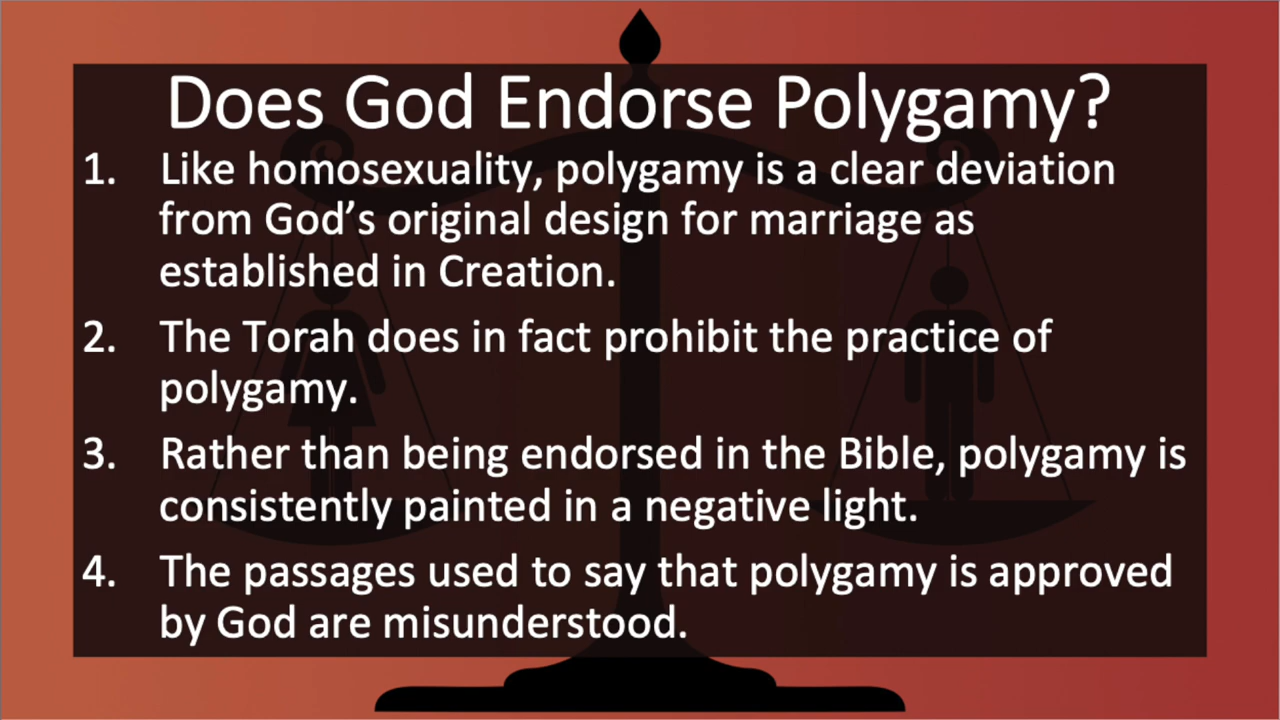 Does God Endorse Polygamy?
1. Like homosexuality, polygamy is a clear deviation
from God’s original design for marriage as
established in Creation.
2. The Torah does in fact prohibit the practice of
polygamy.
3. Rather than being endorsed in the Bible, polygamy is
consistently painted in a negative light.
4. The passages used to say that polygamy is approved
by God are misunderstood.